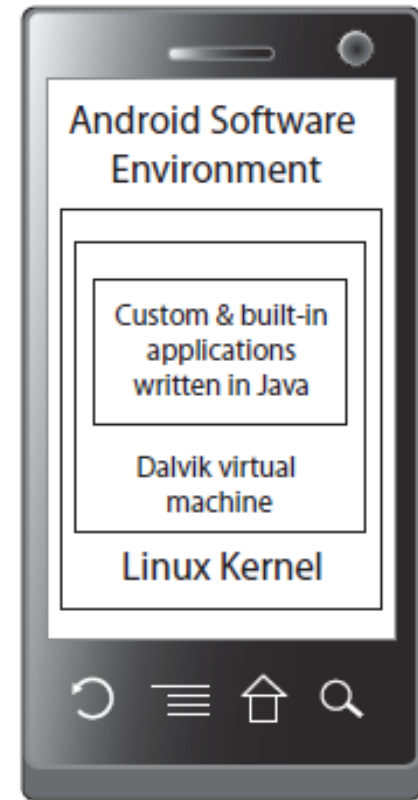 Android Software
Environment
Custom & built-in
applications
written in Java
Dalvik virtual
machine
Linux Kernel